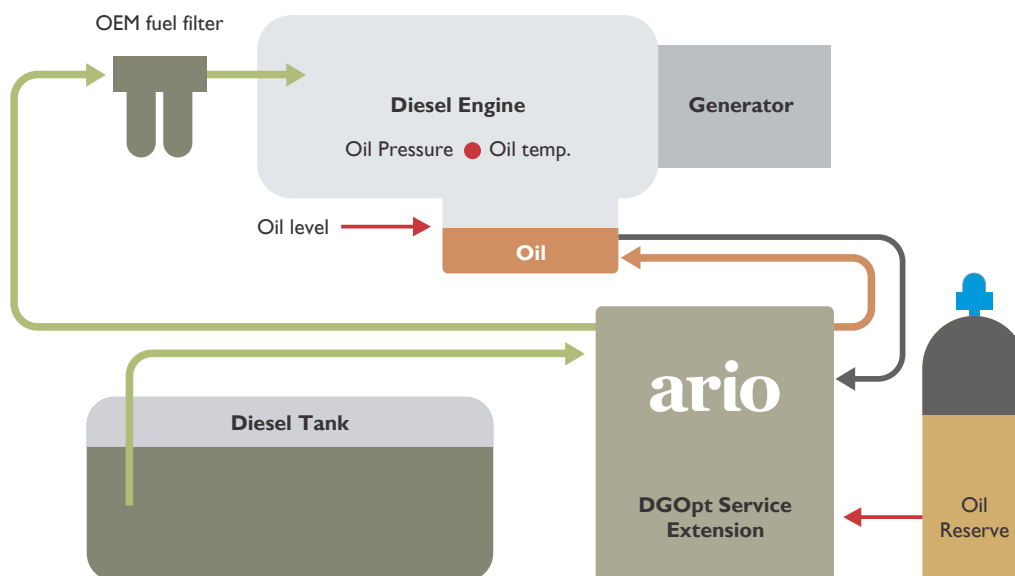 OEM fuel filter
Diesel Engine
Generator
Oil Pressure
Oil temp.
Oil level
Oil
ario
Diesel Tank
DGOpt Service
Extension
Oil
Reserve